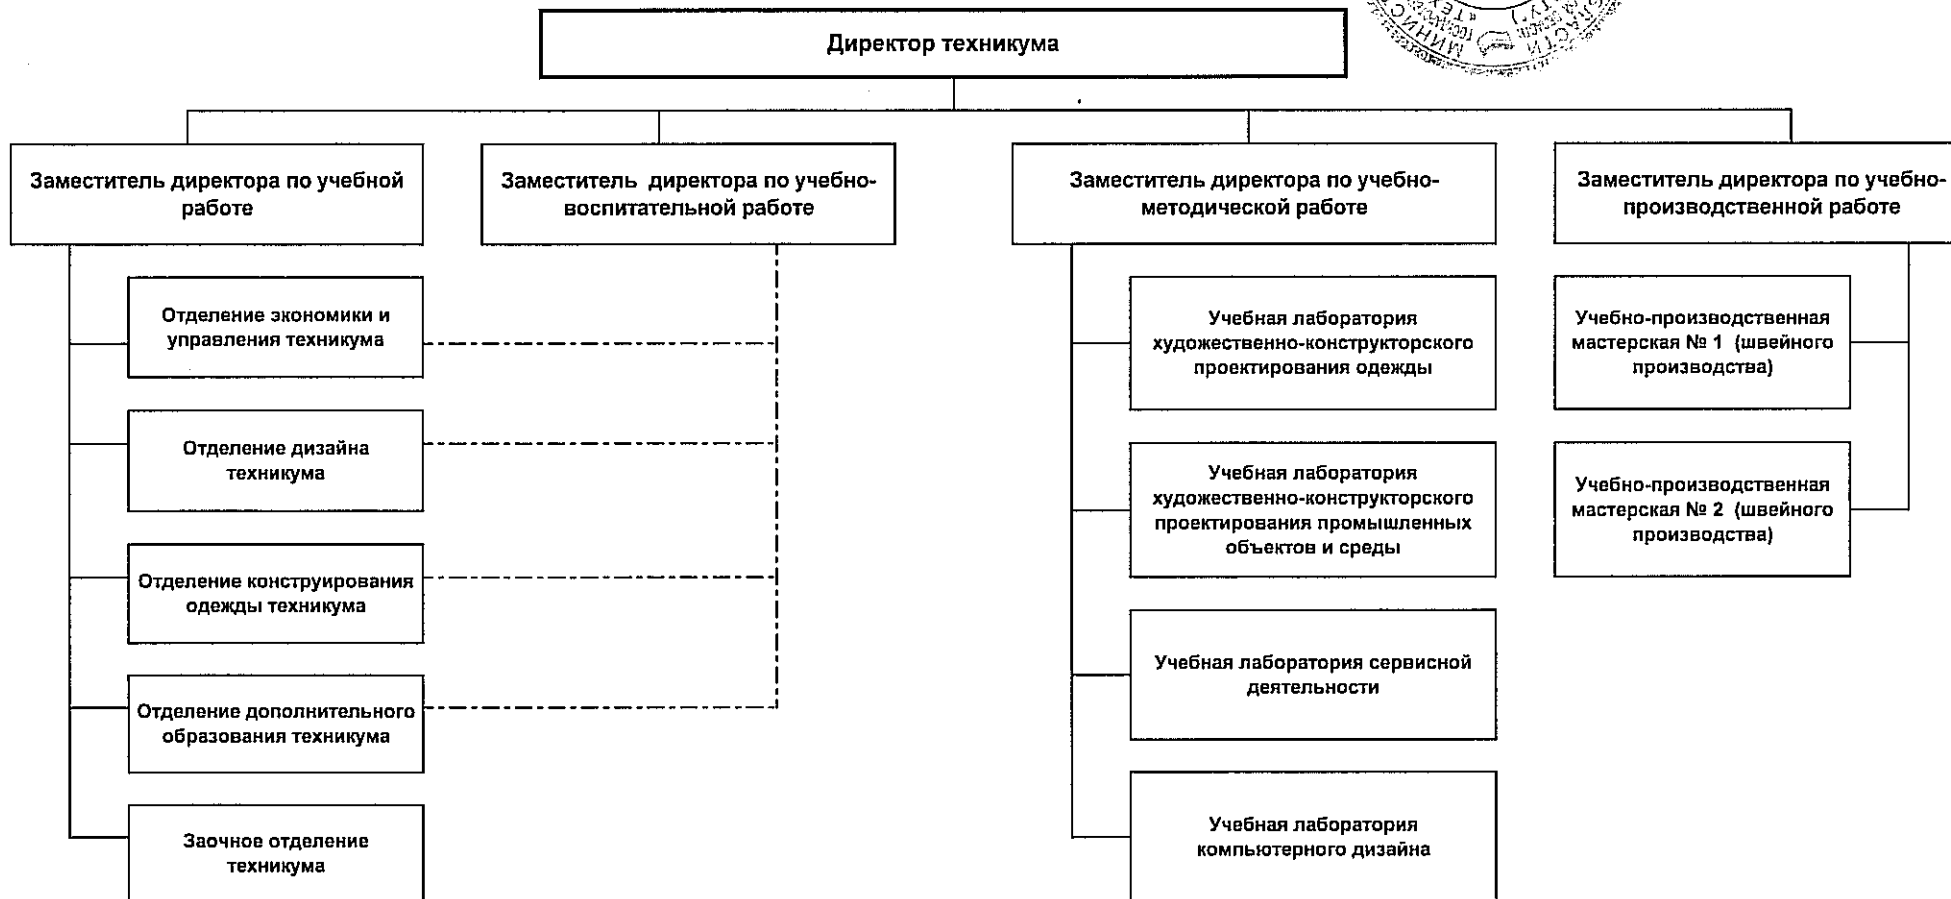 Директор техникума
Заместитель директора по учебной
работе
Заместитель директора по учебно-
воспитательной работе
Заместитель директора по учебно-
методической работе
Заместитель директора по учебно-
производственной работе
Отделение экономики и
управления техникума
Отделение дизайна
техникума
Отделение конструирования
одежды техникума
Отделение дополнительного
образования техникума
Заочное отделение
техникума
Учебная лаборатория
художественно-конструкторского
проектирования одежды
Учебная лаборатория
художественно-конструкторского
проектирования промышленных
объектов и среды
Учебная лаборатория сервисной
деятельности
Учебная лаборатория
компьютерного дизайна
Учебно-производственная
мастерская № 1 (швейного
производства)
Учебно-производственная
мастерская № 2 (швейного
производства)